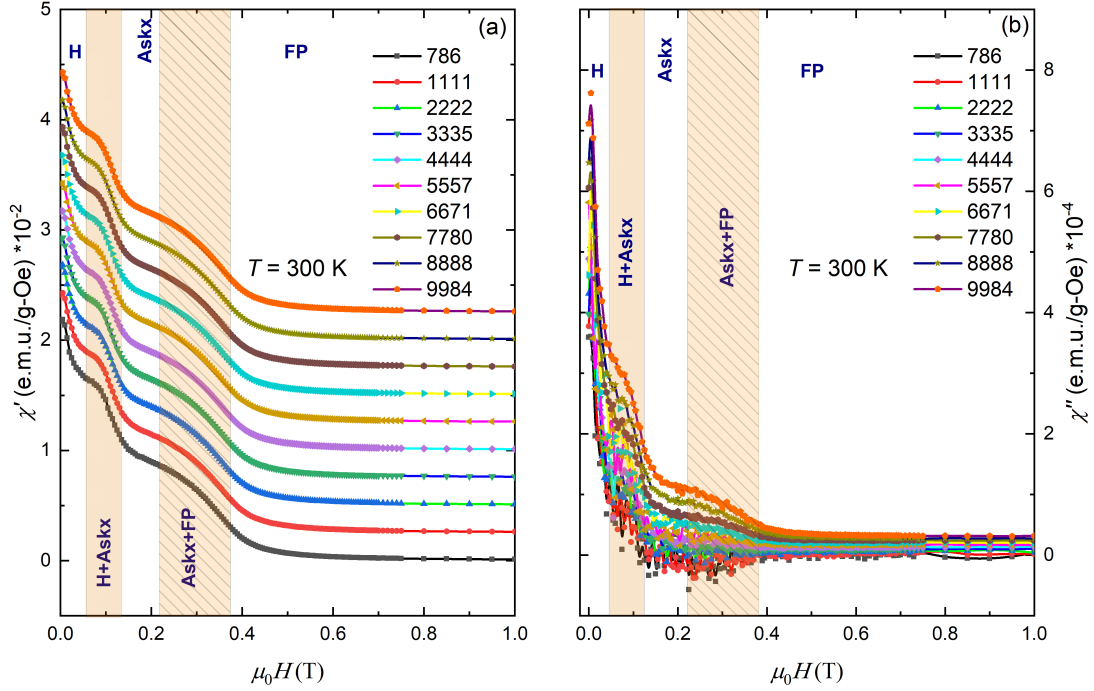 (a)
H
Askx
FP
786
1111
2222
3335
4444
5557
6671
7780
8888
9984
T = 300 K
H+Askx
Askx+FP
χ′ (e.m.u./g-Oe) *10⁻²
5
4
3
2
1
0
0.0 0.2 0.4 0.6 0.8 1.0
μ₀H (T)
(b)
H
Askx
FP
786
1111
2222
3335
4444
5557
6671
7780
8888
9984
H+Askx
Askx+FP
T = 300 K
8
6
4
2
0
χ″ (e.m.u./g-Oe) *10⁻⁴
0.0 0.2 0.4 0.6 0.8 1.0
μ₀H (T)